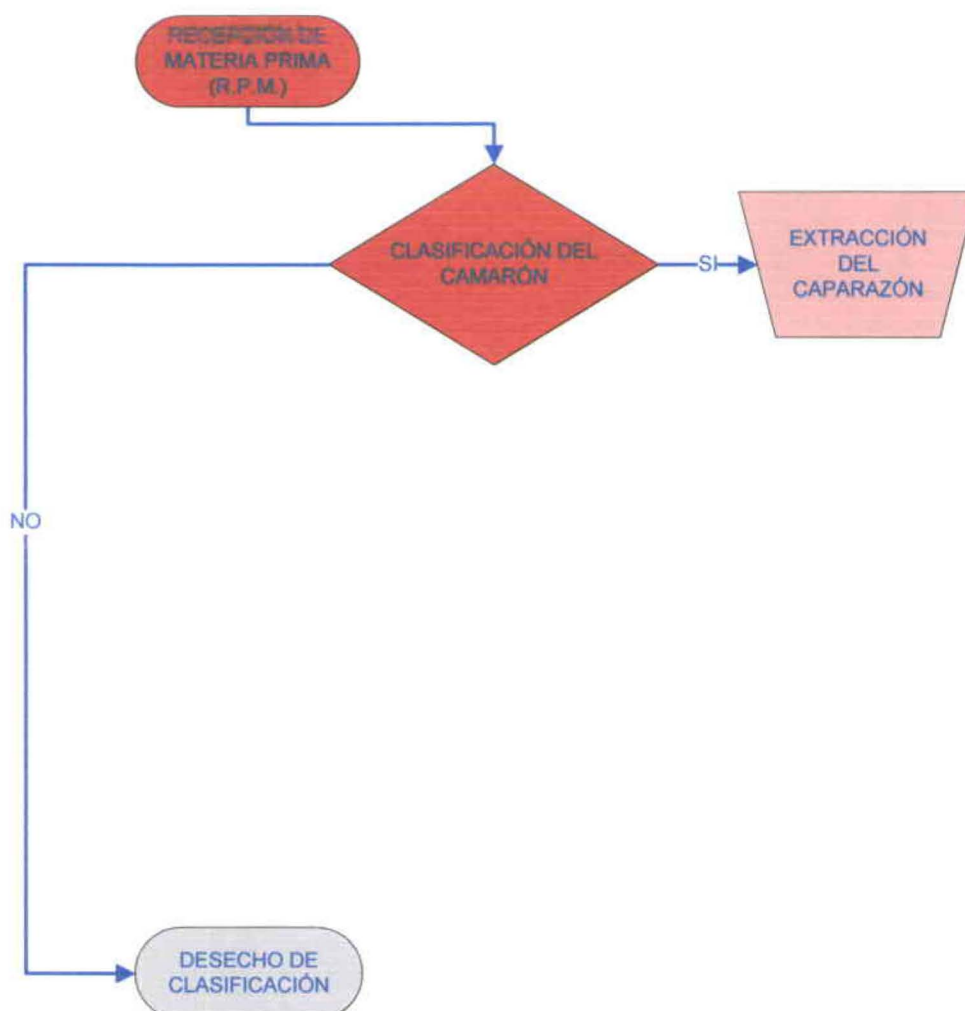 RECEPCIÓN DE
MATERIA PRIMA
(R.P.M.)
CLASIFICACIÓN DEL
CAMARÓN
SI
EXTRACCIÓN
DEL
CAPARAZÓN
NO
DESECHO DE
CLASIFICACIÓN